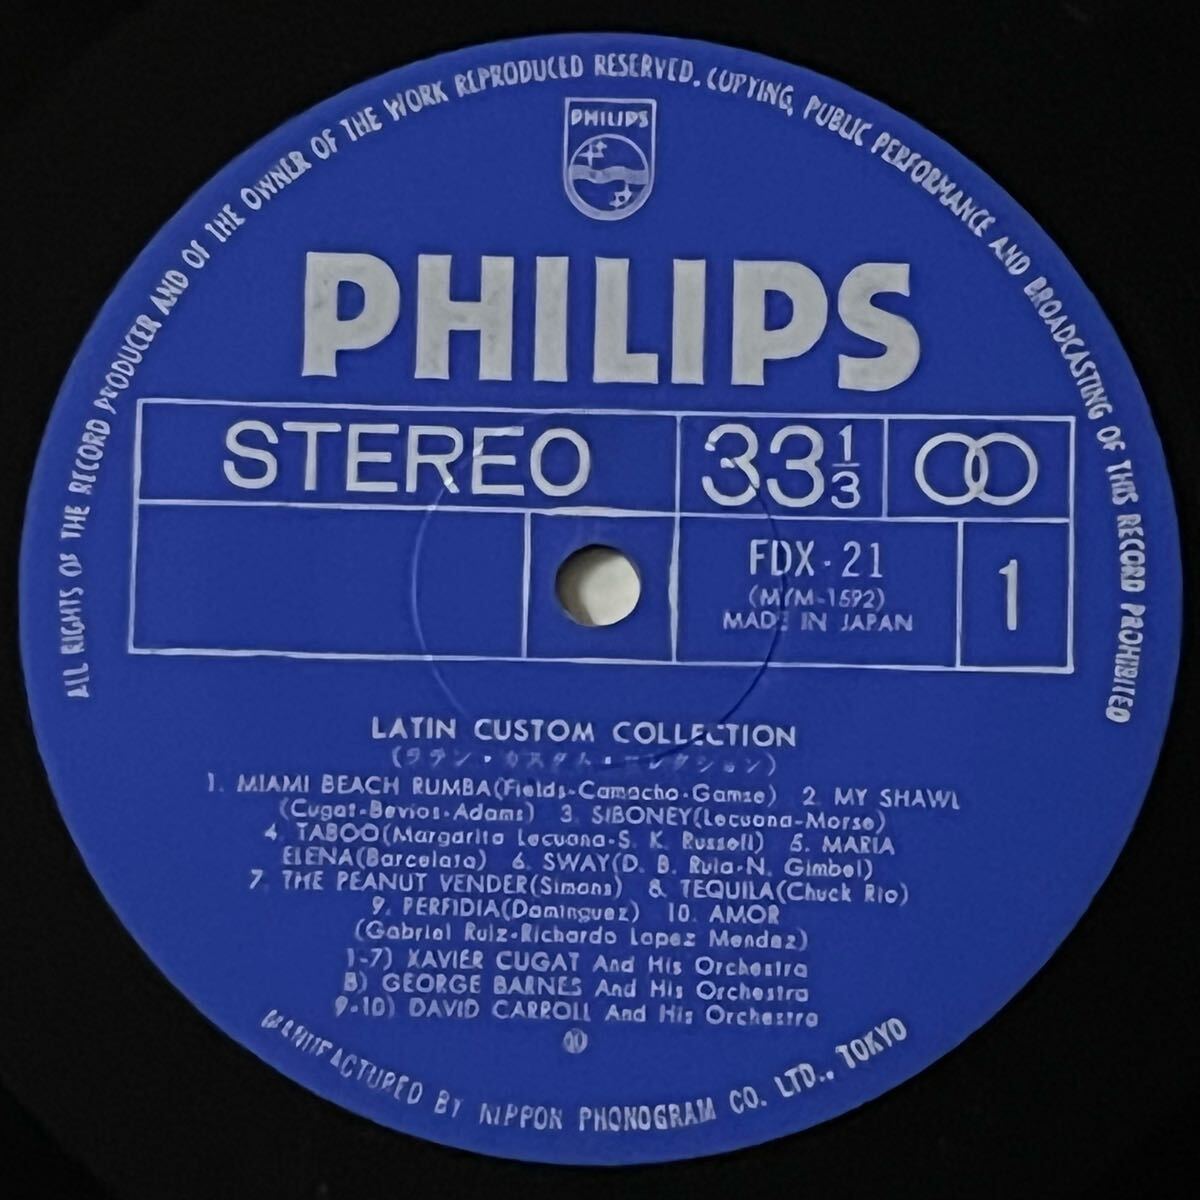 ALL RIGHTS OF THE RECORD PRODUCER AND OF THE OWNER OF THE WORK REPRODUCED RESERVED. COPYING, PUBLIC PERFORMANCE AND BROADCASTING OF THIS RECORD PROHIBITED
PHILIPS
PHILIPS
STEREO
33 1/3
FDX-21
(MYM-1592)
MADE IN JAPAN
1
LATIN CUSTOM COLLECTION
(ラテン・カスタム・コレクション)
1. MIAMI BEACH RUMBA(Fields-Camacho-Gamse) 2. MY SHAWL
(Cugat-Bevios-Adams) 3. SIBONEY(Lecuona-Morse)
4. TABOO(Margarita Lecuona-S. K. Russell) 5. MARIA
ELENA(Barcelata) 6. SWAY(D. B. Ruia-N. Gimbel)
7. THE PEANUT VENDER(Simons) 8. TEQUILA(Chuck Rio)
9. PERFIDIA(Dominguez) 10. AMOR
(Gabriel Ruiz-Richardo Lopez Mendez)
1-7) XAVIER CUGAT And His Orchestra
8) GEORGE BARNES And His Orchestra
9-10) DAVID CARROLL And His Orchestra
MANUFACTURED BY NIPPON PHONOGRAM CO. LTD., TOKYO